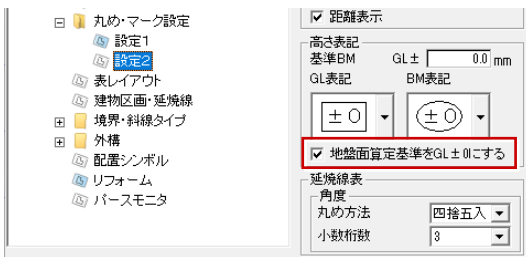 丸め・マーク設定
設定1
設定2
表レイアウト
建物区画・延焼線
境界・斜線タイプ
外構
配置シンボル
リフォーム
パースモニタ
距離表示
高さ表記
基準BM GL± 0.0 mm
GL表記 BM表記
±0 ±0
地盤面算定基準をGL±0にする
延焼線表
角度
丸め方法 四捨五入
小数桁数 3